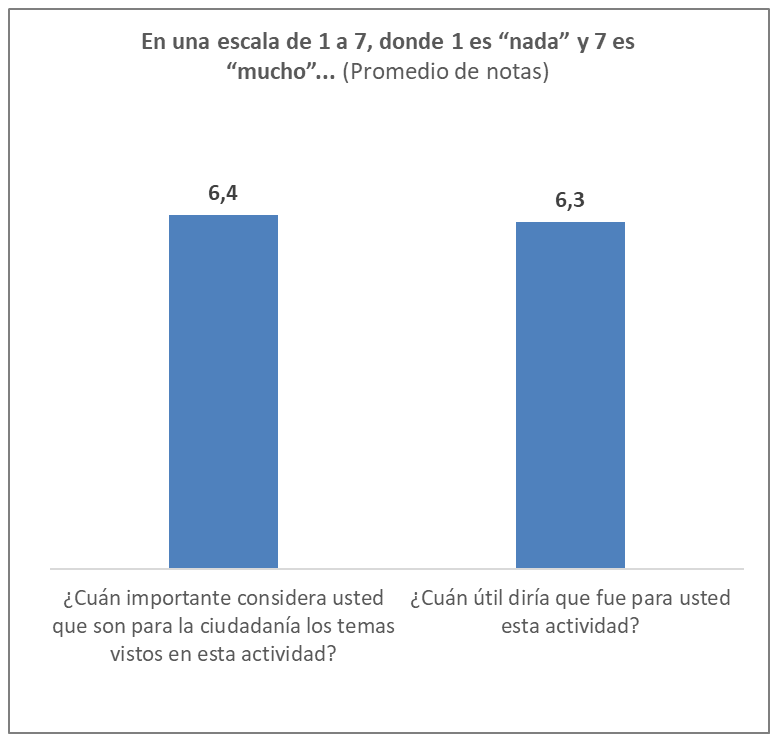 En una escala de 1 a 7, donde 1 es “nada” y 7 es
“mucho”... (Promedio de notas)
6,4
6,3
¿Cuán importante considera usted
que son para la ciudadanía los temas
vistos en esta actividad?
¿Cuán útil diría que fue para usted
esta actividad?